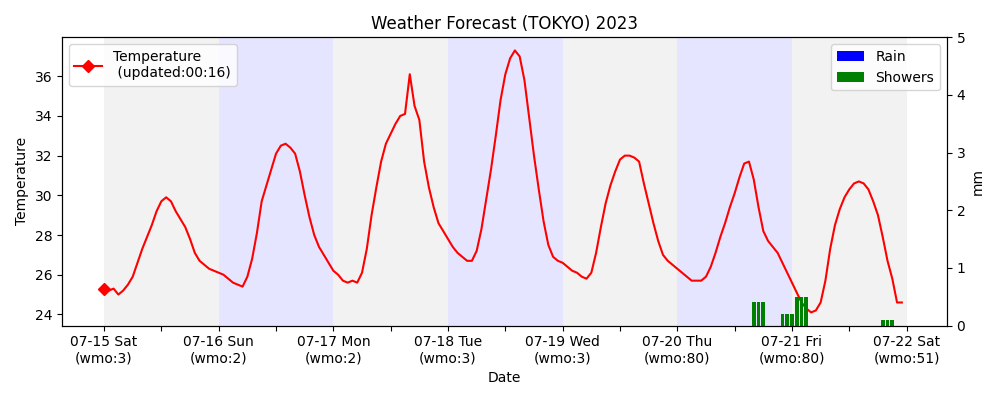 Weather Forecast (TOKYO) 2023
Temperature
(updated:00:16)
Rain
Showers
Temperature
36
34
32
30
28
26
24
5
4
3
2
1
0
mm
07-15 Sat
(wmo:3)
07-16 Sun
(wmo:2)
07-17 Mon
(wmo:2)
07-18 Tue
(wmo:3)
07-19 Wed
(wmo:3)
07-20 Thu
(wmo:80)
07-21 Fri
(wmo:80)
07-22 Sat
(wmo:51)
Date